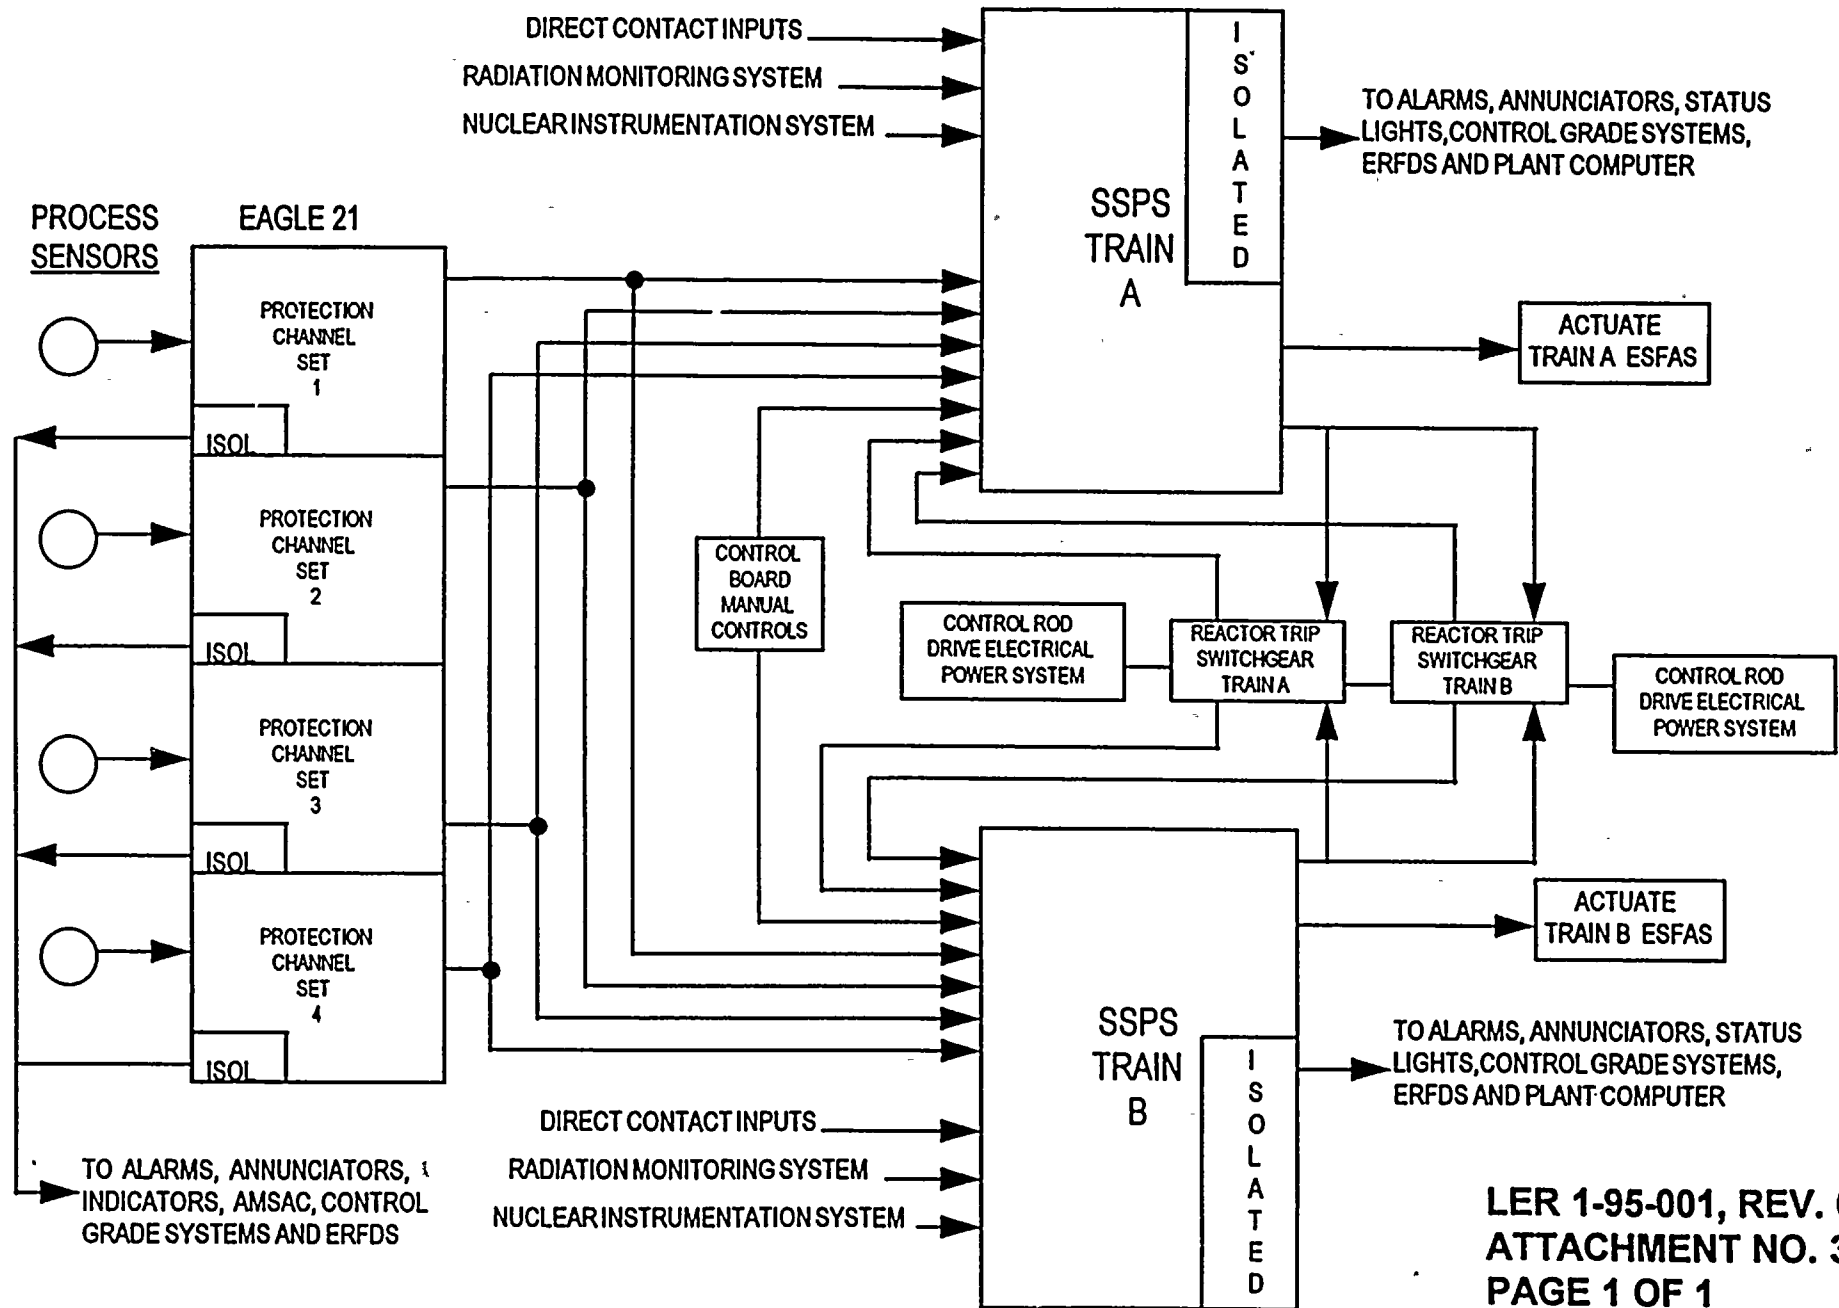 DIRECT CONTACT INPUTS
RADIATION MONITORING SYSTEM
NUCLEAR INSTRUMENTATION SYSTEM
SSPS
TRAIN
A
I
S
O
L
A
T
E
D
TO ALARMS, ANNUNCIATORS, STATUS
LIGHTS, CONTROL GRADE SYSTEMS,
ERFDS AND PLANT COMPUTER
PROCESS
SENSORS
EAGLE 21
PROTECTION
CHANNEL
SET
1
ISOL
PROTECTION
CHANNEL
SET
2
ISOL
PROTECTION
CHANNEL
SET
3
ISOL
PROTECTION
CHANNEL
SET
4
ISOL
ACTUATE
TRAIN A ESFAS
CONTROL
BOARD
MANUAL
CONTROLS
CONTROL ROD
DRIVE ELECTRICAL
POWER SYSTEM
REACTOR TRIP
SWITCHGEAR
TRAIN A
REACTOR TRIP
SWITCHGEAR
TRAIN B
CONTROL ROD
DRIVE ELECTRICAL
POWER SYSTEM
ACTUATE
TRAIN B ESFAS
SSPS
TRAIN
B
I
S
O
L
A
T
E
D
TO ALARMS, ANNUNCIATORS, STATUS
LIGHTS, CONTROL GRADE SYSTEMS,
ERFDS AND PLANT COMPUTER
DIRECT CONTACT INPUTS
RADIATION MONITORING SYSTEM
NUCLEAR INSTRUMENTATION SYSTEM
TO ALARMS, ANNUNCIATORS,
INDICATORS, AMSAC, CONTROL
GRADE SYSTEMS AND ERFDS
LER 1-95-001, REV.
ATTACHMENT NO. 3
PAGE 1 OF 1